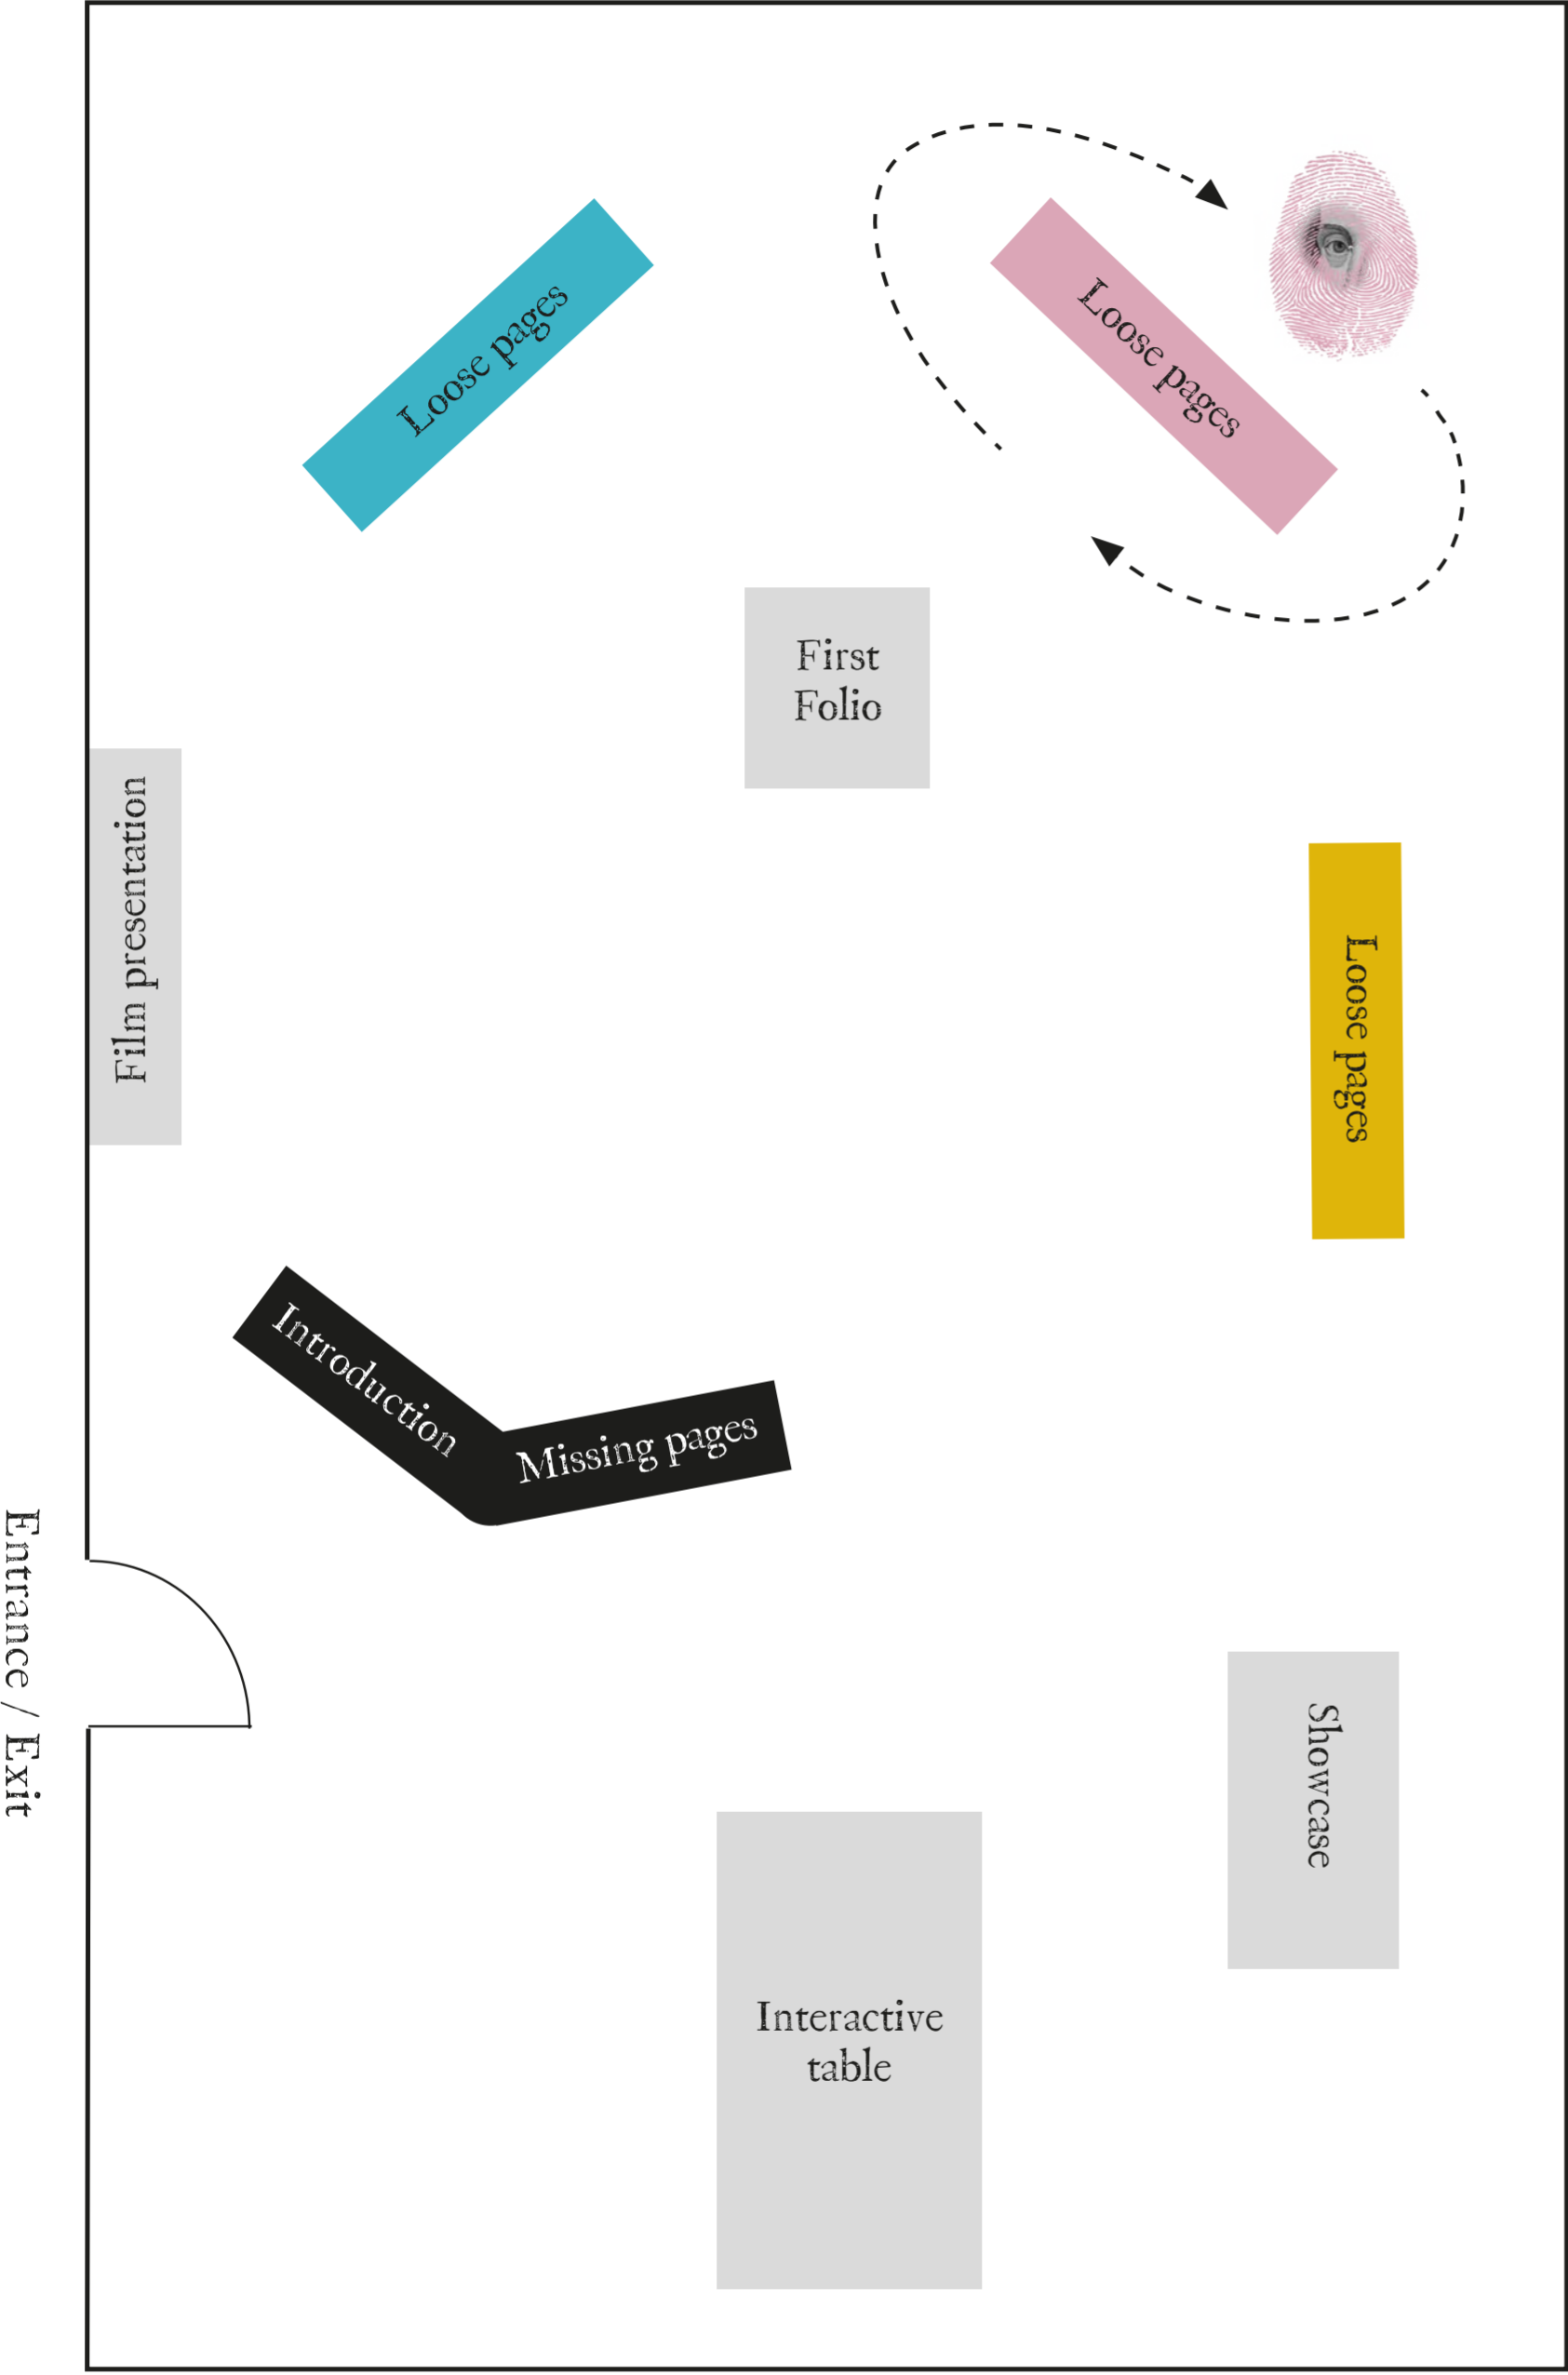 Loose pages
Loose pages
First
Folio
Film presentation
Loose pages
Introduction
Missing pages
Entrance / Exit
Showcase
Interactive
table